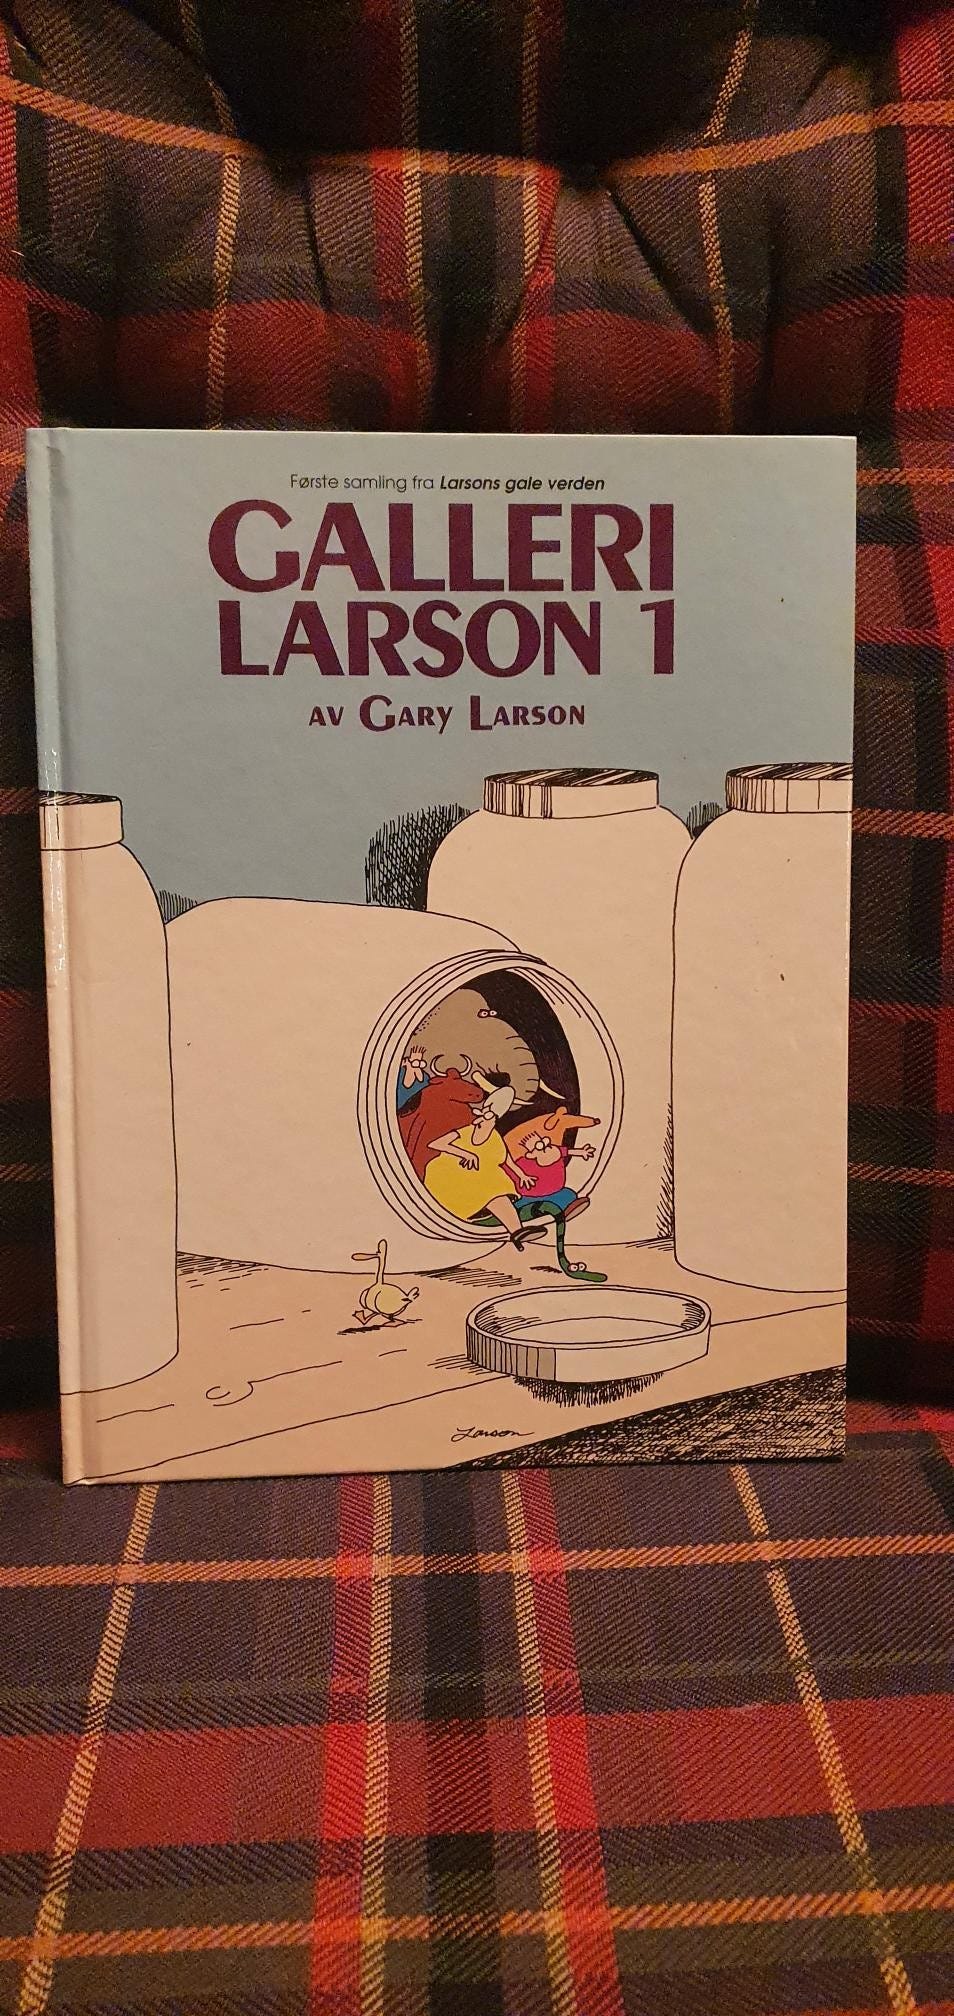 Første samling fra Larsons gale verden
GALLERI
LARSON 1
AV GARY LARSON
Larson